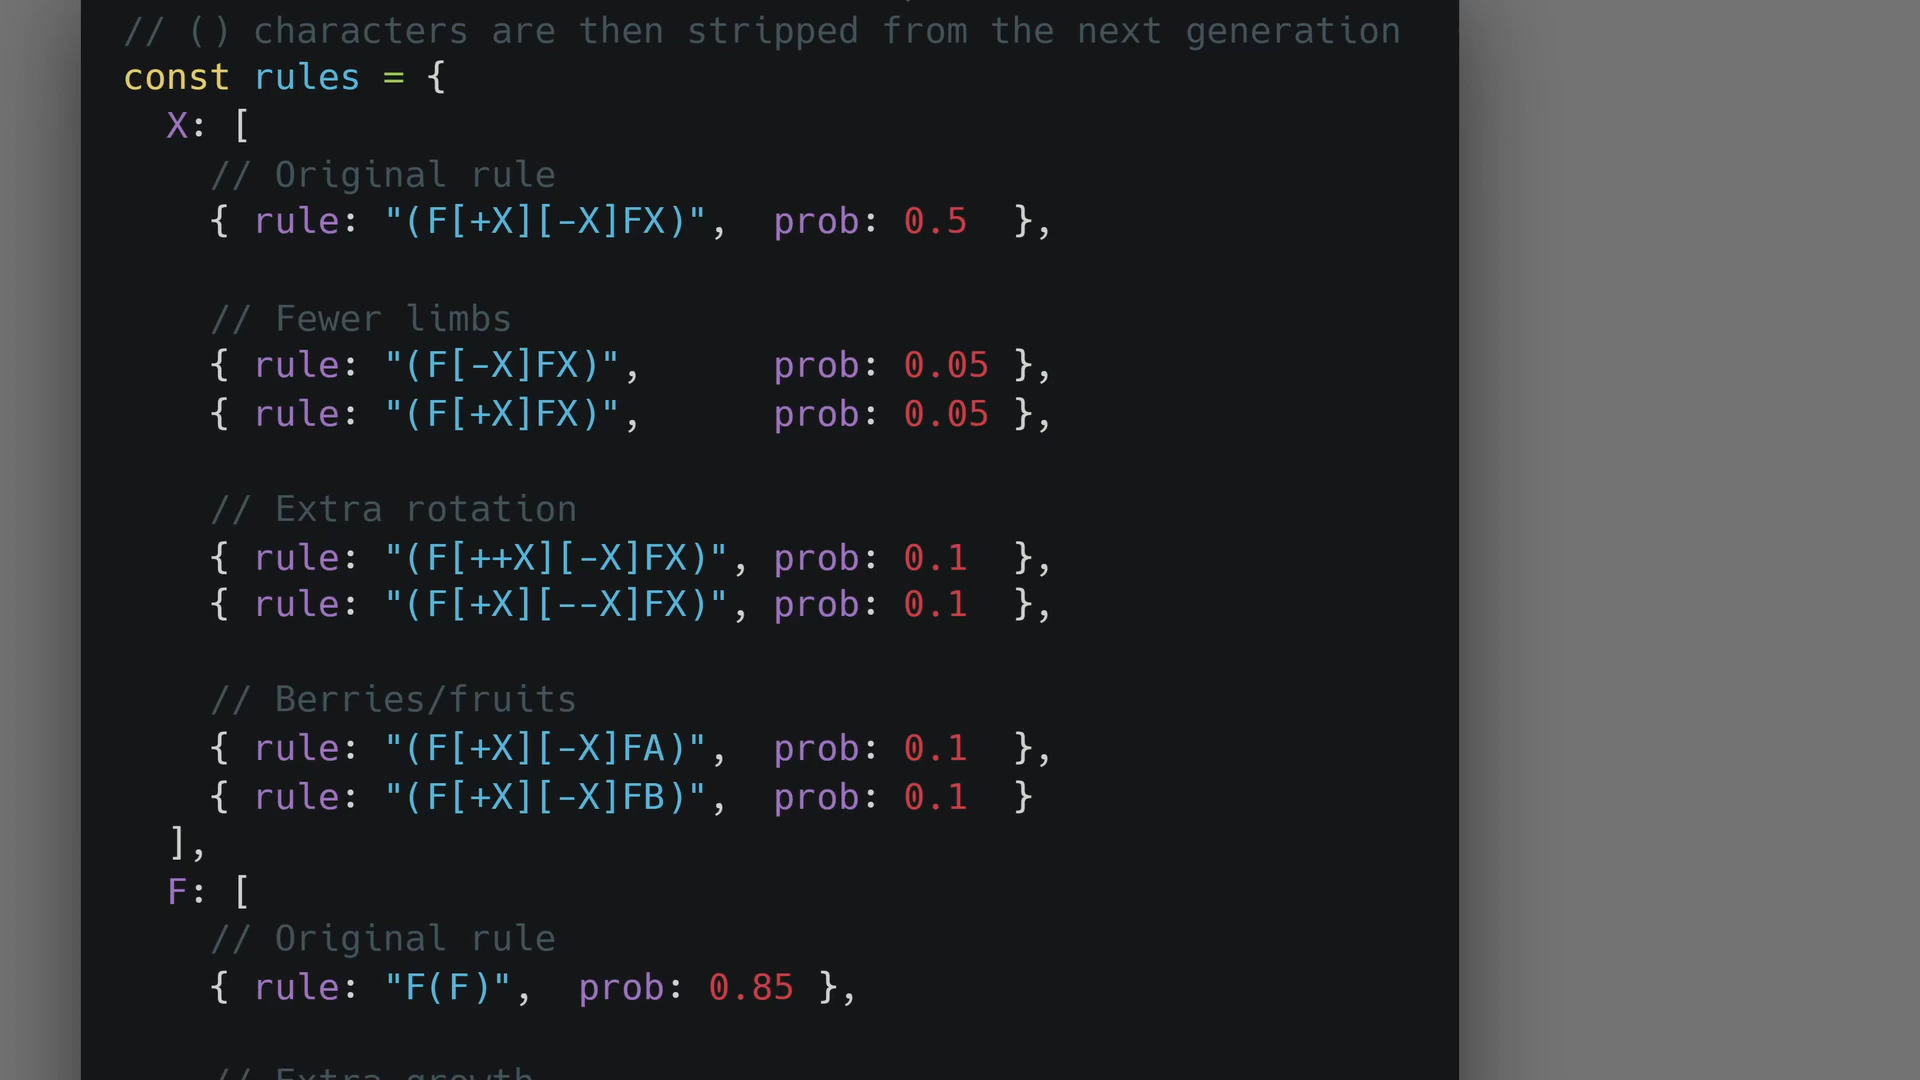 // () characters are then stripped from the next generation
const rules = {
  X: [
    // Original rule
    { rule: "(F[+X][-X]FX)",  prob: 0.5  },

    // Fewer limbs
    { rule: "(F[-X]FX)",      prob: 0.05 },
    { rule: "(F[+X]FX)",      prob: 0.05 },

    // Extra rotation
    { rule: "(F[++X][-X]FX)", prob: 0.1  },
    { rule: "(F[+X][--X]FX)", prob: 0.1  },

    // Berries/fruits
    { rule: "(F[+X][-X]FA)",  prob: 0.1  },
    { rule: "(F[+X][-X]FB)",  prob: 0.1  }
  ],
  F: [
    // Original rule
    { rule: "F(F)",  prob: 0.85 },

    // Extra growth